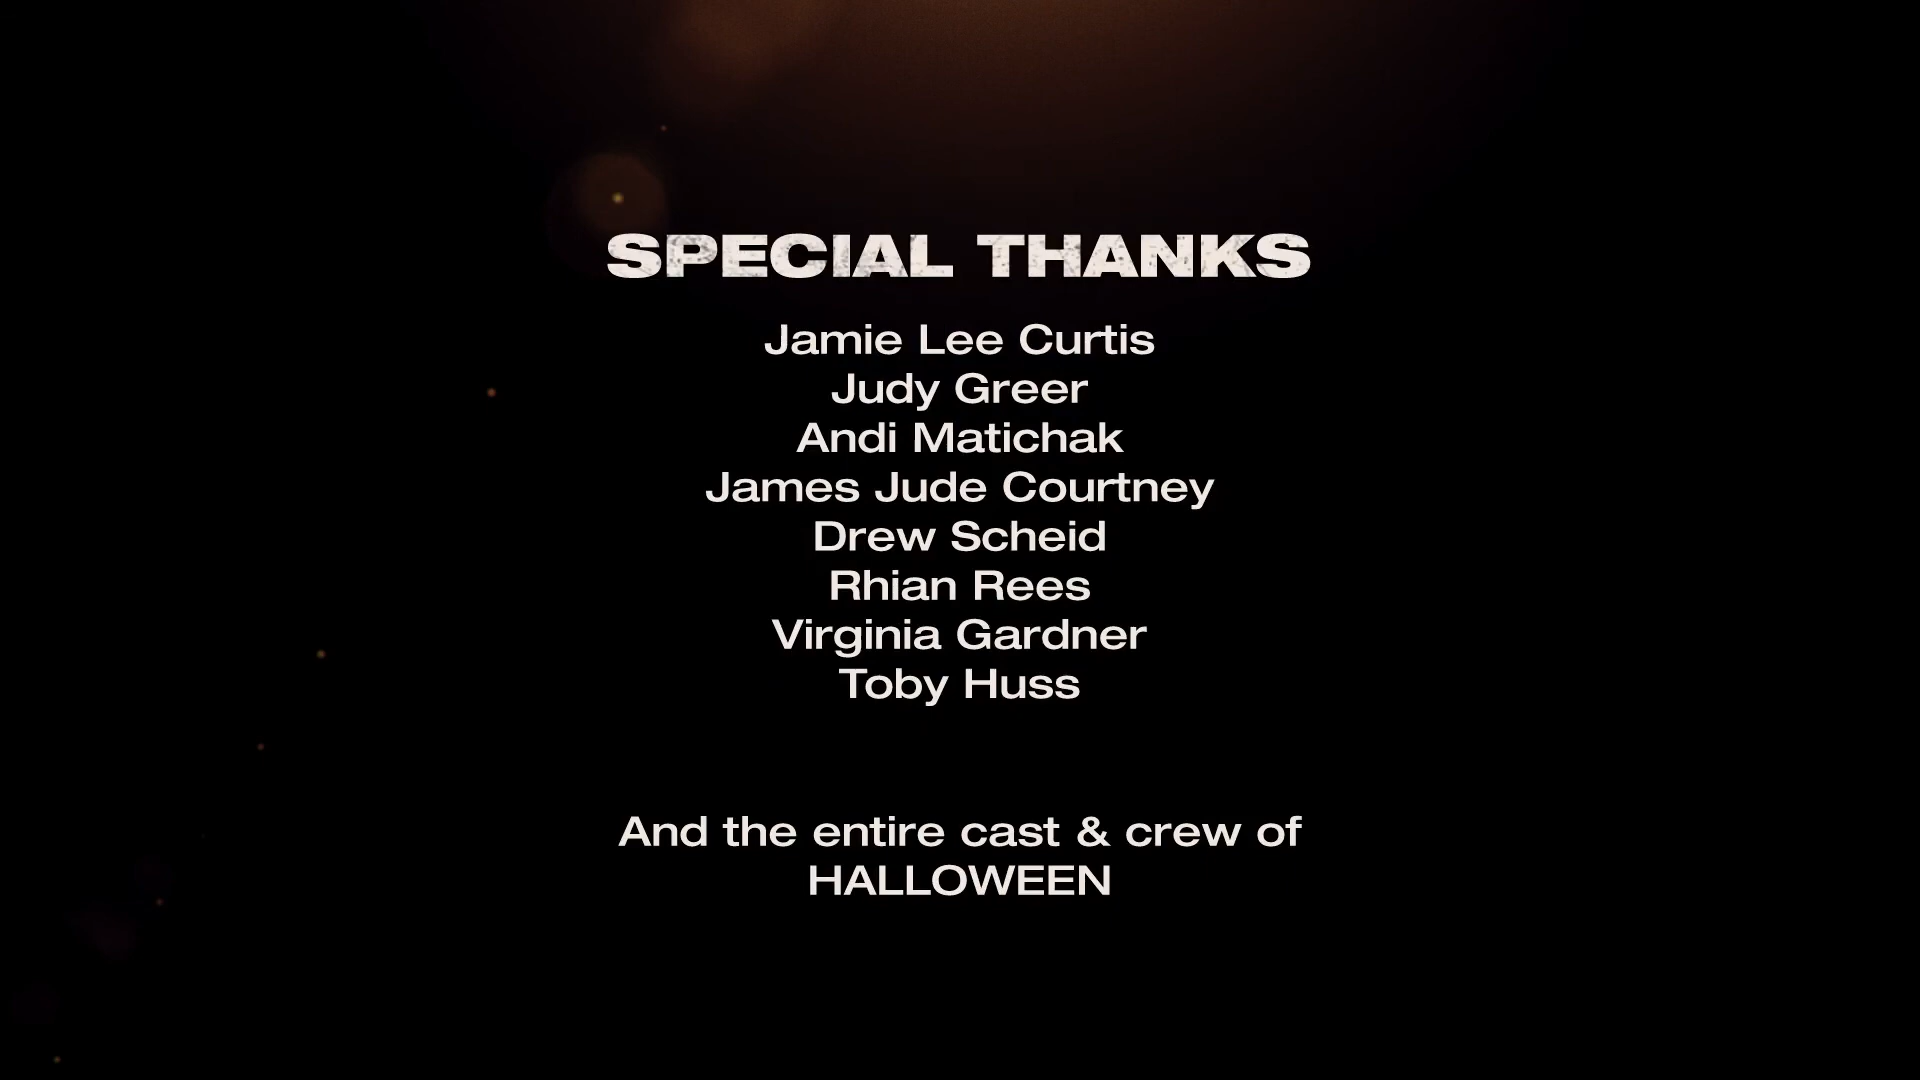 SPECIAL THANKS
Jamie Lee Curtis
Judy Greer
Andi Matichak
James Jude Courtney
Drew Scheid
Rhian Rees
Virginia Gardner
Toby Huss
And the entire cast & crew of
HALLOWEEN